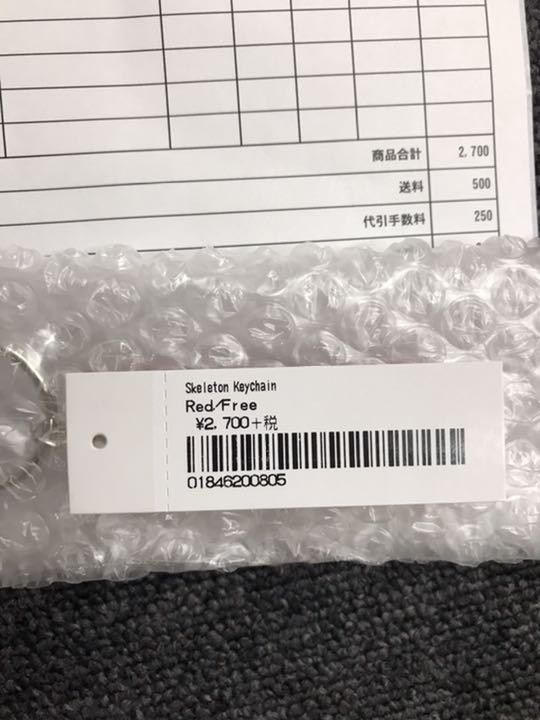 商品合計 2,700
送料 500
代引手数料 250
Skeleton Keychain
Red/Free
¥2,700+税
01846200805